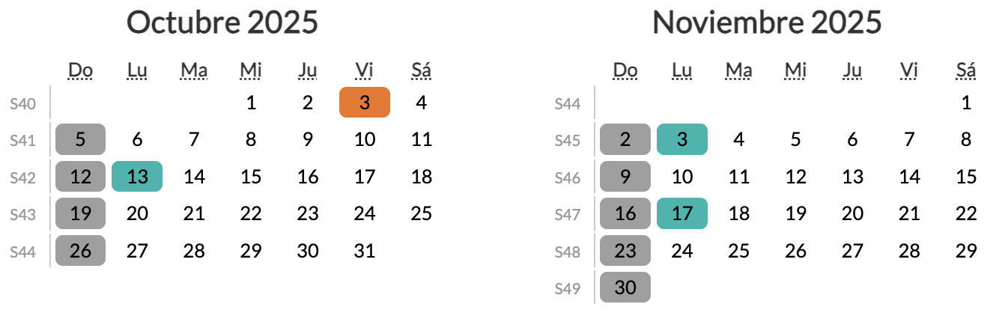 Octubre 2025
Do Lu Ma Mi Ju Vi Sá
S40 1 2 3 4
S41 5 6 7 8 9 10 11
S42 12 13 14 15 16 17 18
S43 19 20 21 22 23 24 25
S44 26 27 28 29 30 31
Noviembre 2025
Do Lu Ma Mi Ju Vi Sá
S44 1
S45 2 3 4 5 6 7 8
S46 9 10 11 12 13 14 15
S47 16 17 18 19 20 21 22
S48 23 24 25 26 27 28 29
S49 30